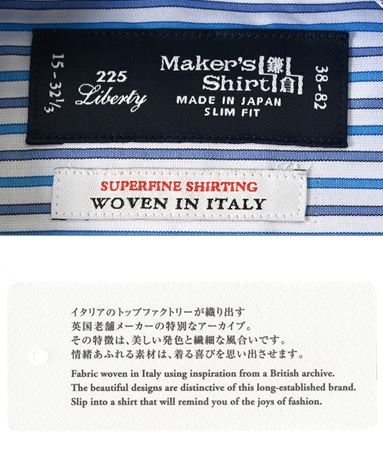 15 - 32 1/3
225
Liberty
Maker's
Shirt 鎌倉
MADE IN JAPAN
SLIM FIT
38 - 82
SUPERFINE SHIRTING
WOVEN IN ITALY
イタリアのトップファクトリーが織り出す
英国老舗メーカーの特別なアーカイブ。
その特徴は、美しい発色と繊細な風合いです。
情緒あふれる素材は、着る喜びを思い出させます。
Fabric woven in Italy using inspiration from a British archive.
The beautiful designs are distinctive of this long-established brand.
Slip into a shirt that will remind you of the joys of fashion.